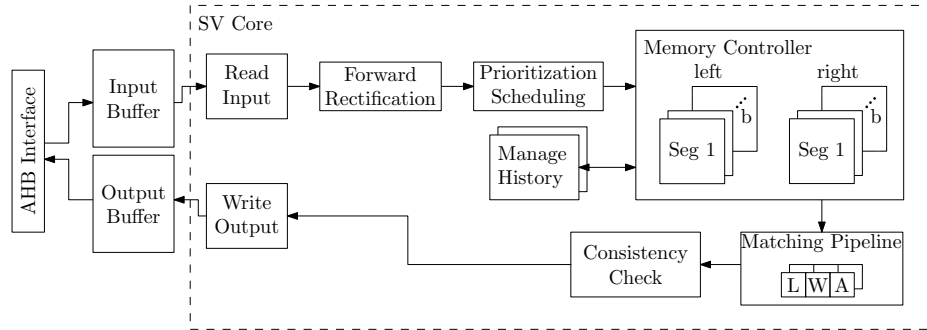 SV Core
AHB Interface
Input
Buffer
Read
Input
Forward
Rectification
Prioritization
Scheduling
Memory Controller
left
right
Seg 1
b
Seg 1
b
Manage
History
Output
Buffer
Write
Output
Consistency
Check
Matching Pipeline
L W A